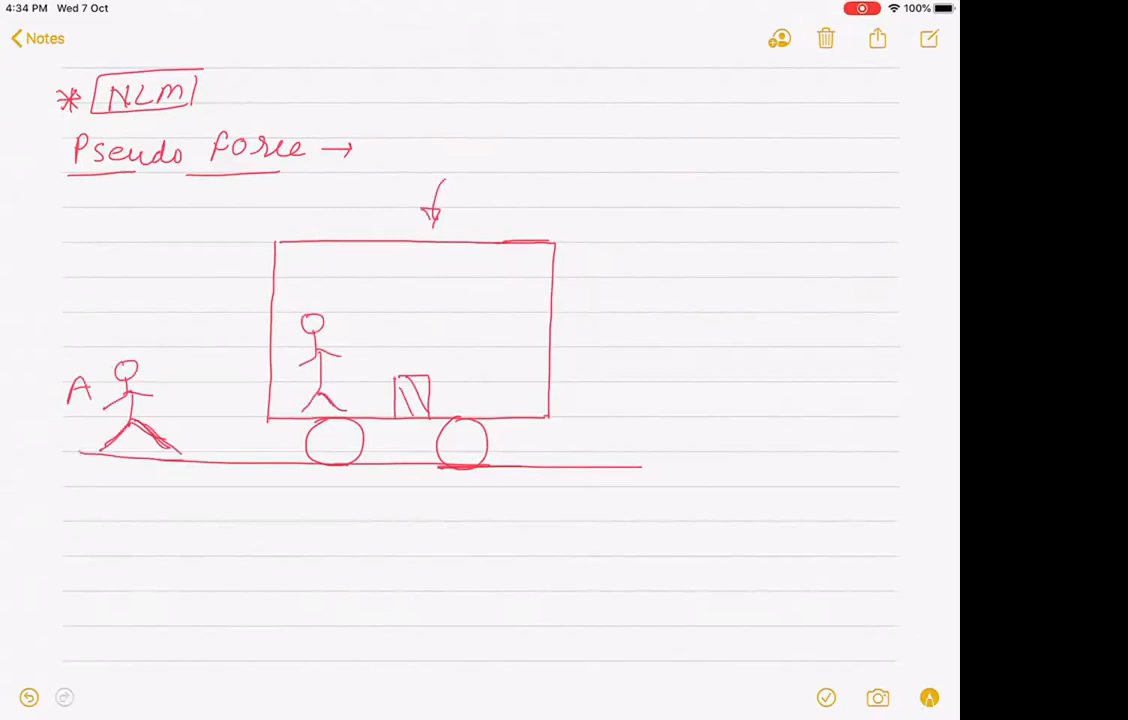 4:34 PM Wed 7 Oct 100%
Notes
* NLM
Pseudo force →
A